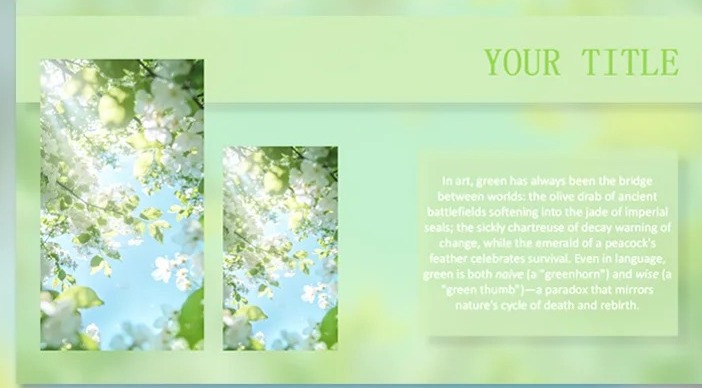 YOUR TITLE
In art, green has always been the bridge
between worlds: the olive drab of ancient
battlefields softening into the jade of imperial
seals; the sickly chartreuse of decay warning of
change, while the emerald of a peacock's
feather celebrates survival. Even in language,
green is both naive (a "greenhorn") and wise (a
"green thumb")—a paradox that mirrors
nature's cycle of death and rebirth.